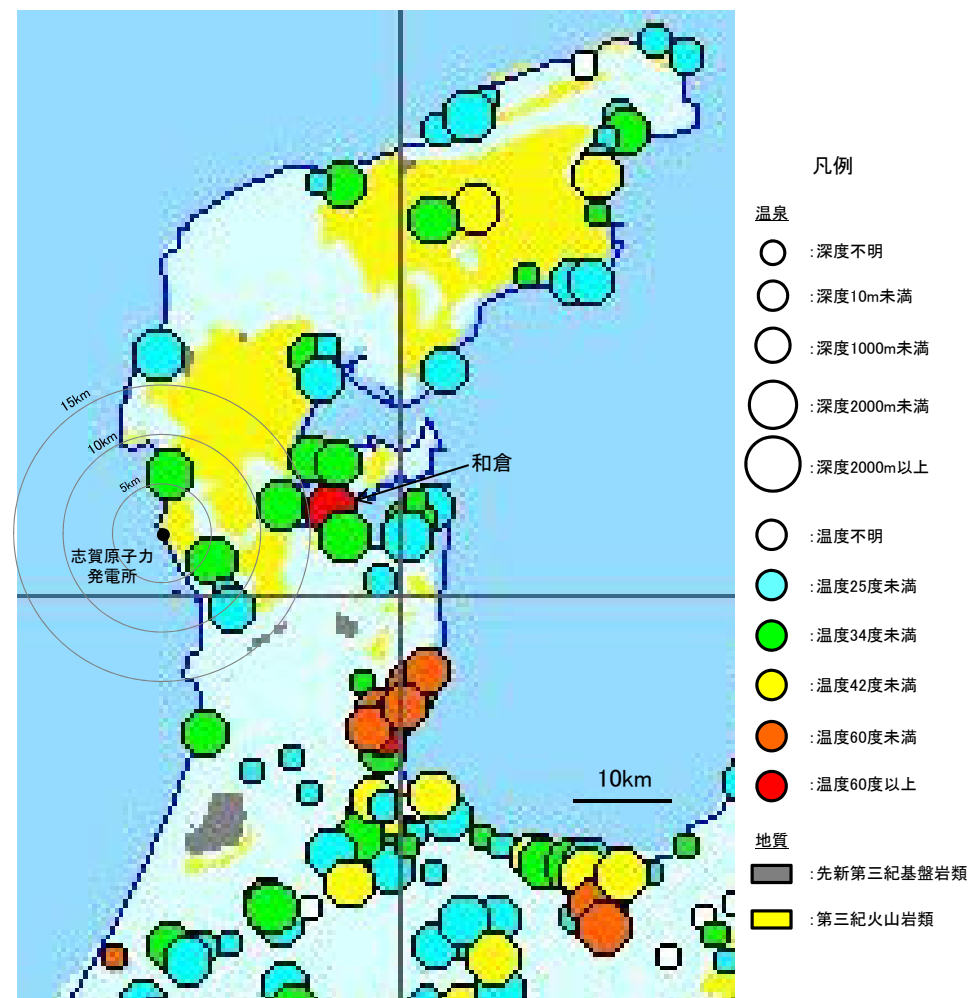 15km
10km
5km
志賀原子力
発電所
和倉
10km
凡例
温泉
:深度不明
:深度10m未満
:深度1000m未満
:深度2000m未満
:深度2000m以上
:温度不明
:温度25度未満
:温度34度未満
:温度42度未満
:温度60度未満
:温度60度以上
地質
:先新第三紀基盤岩類
:第三紀火山岩類